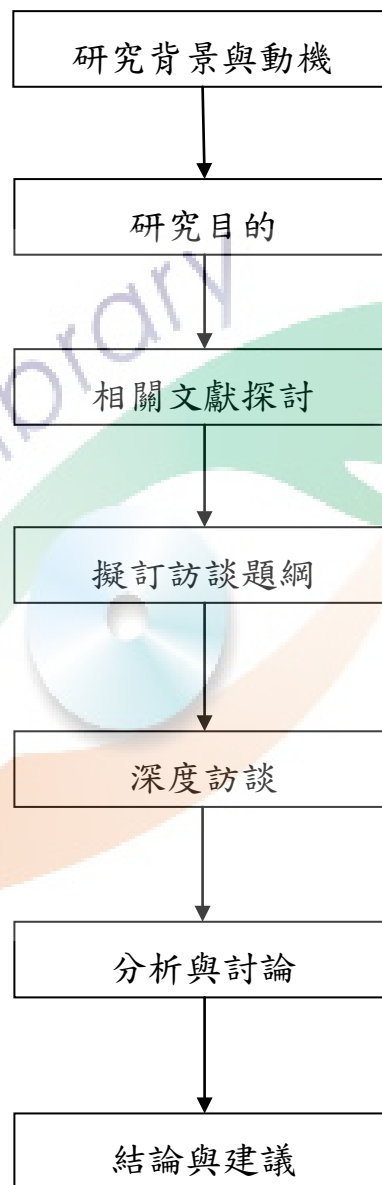 研究背景與動機
研究目的
相關文獻探討
擬訂訪談題綱
深度訪談
分析與討論
結論與建議